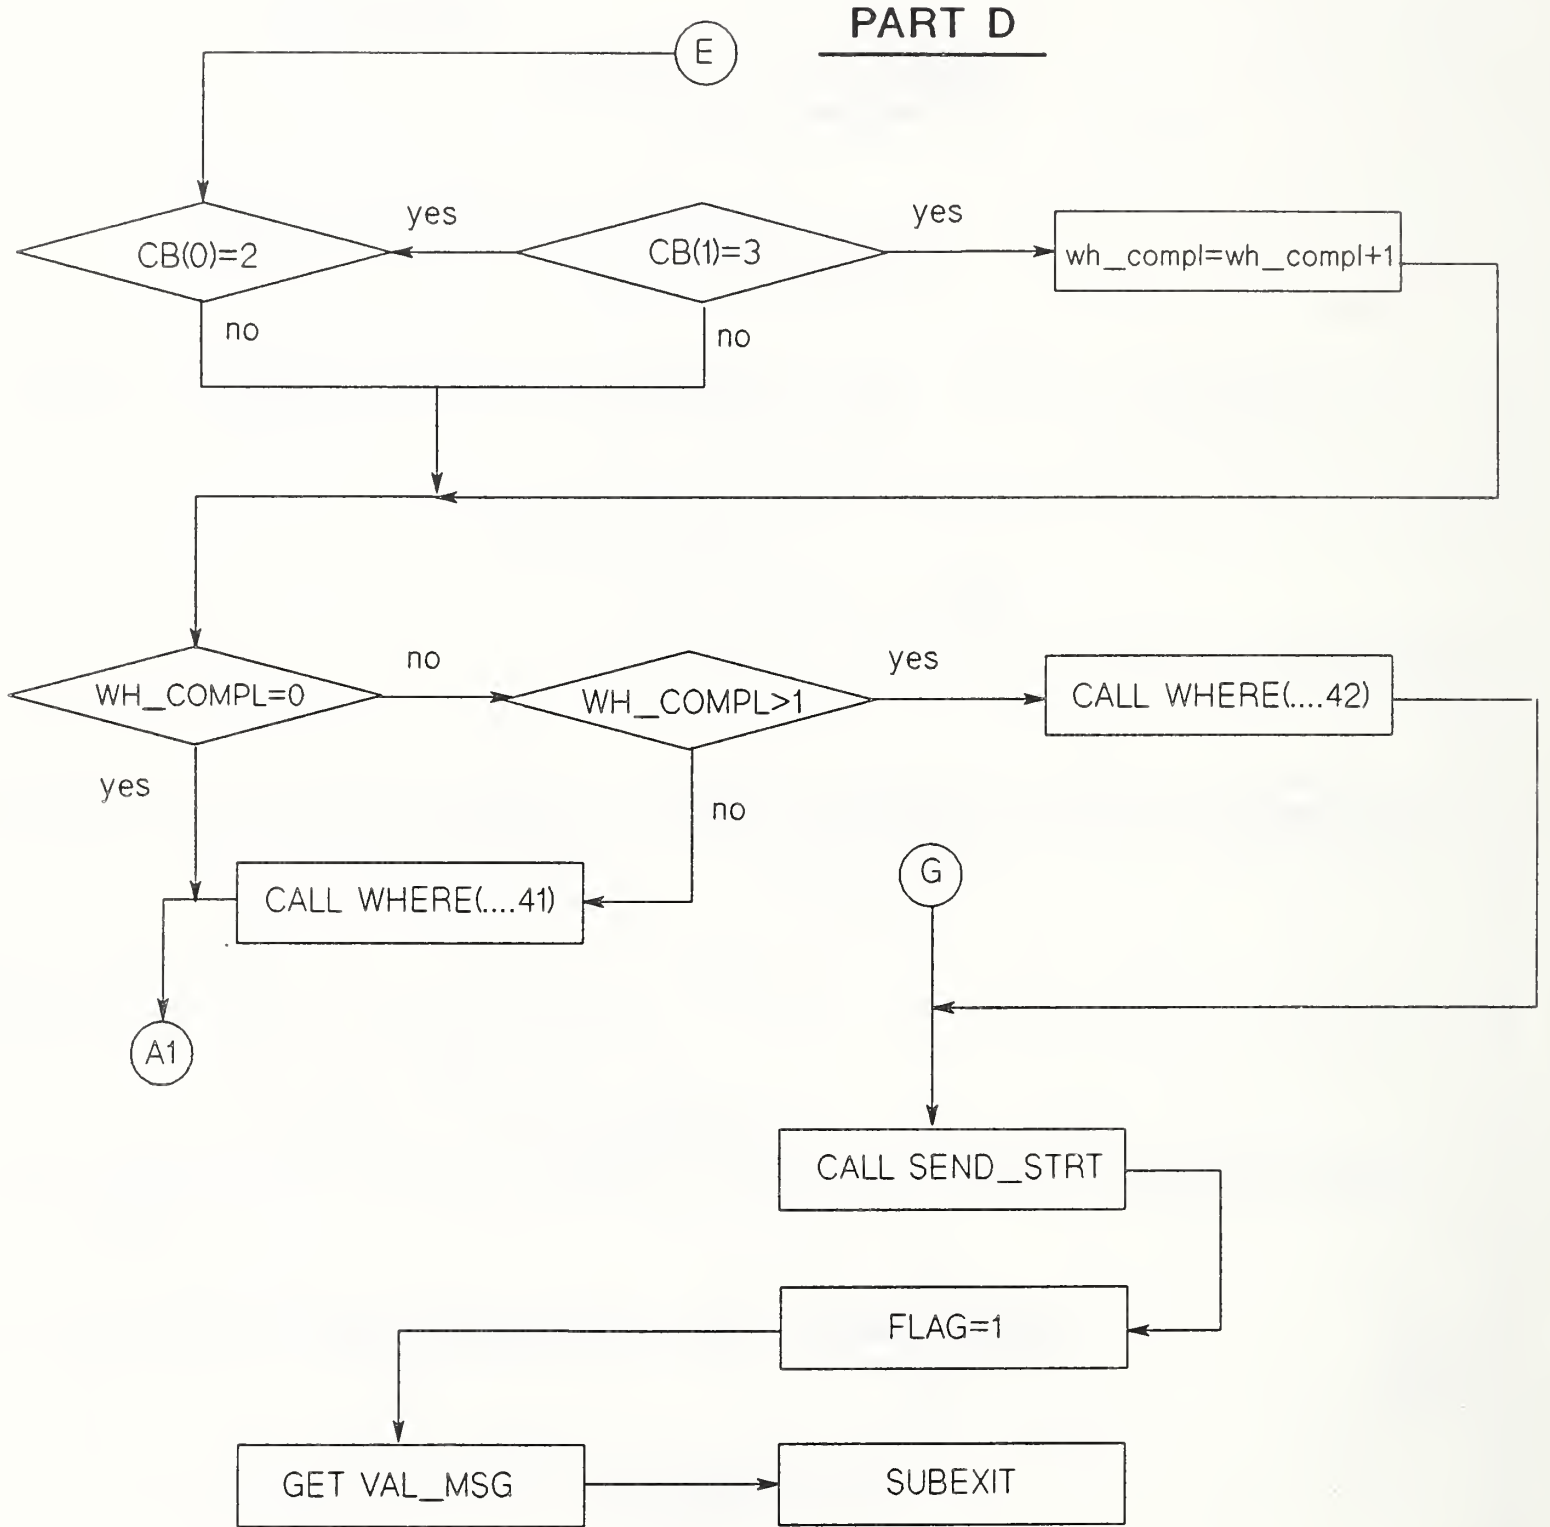 PART D
E
yes
yes
CB(0)=2
CB(1)=3
wh_compl=wh_compl+1
no
no
no
yes
WH_COMPL=0
WH_COMPL>1
CALL WHERE(....42)
yes
no
G
CALL WHERE(....41)
A1
CALL SEND_STRT
FLAG=1
GET VAL_MSG
SUBEXIT